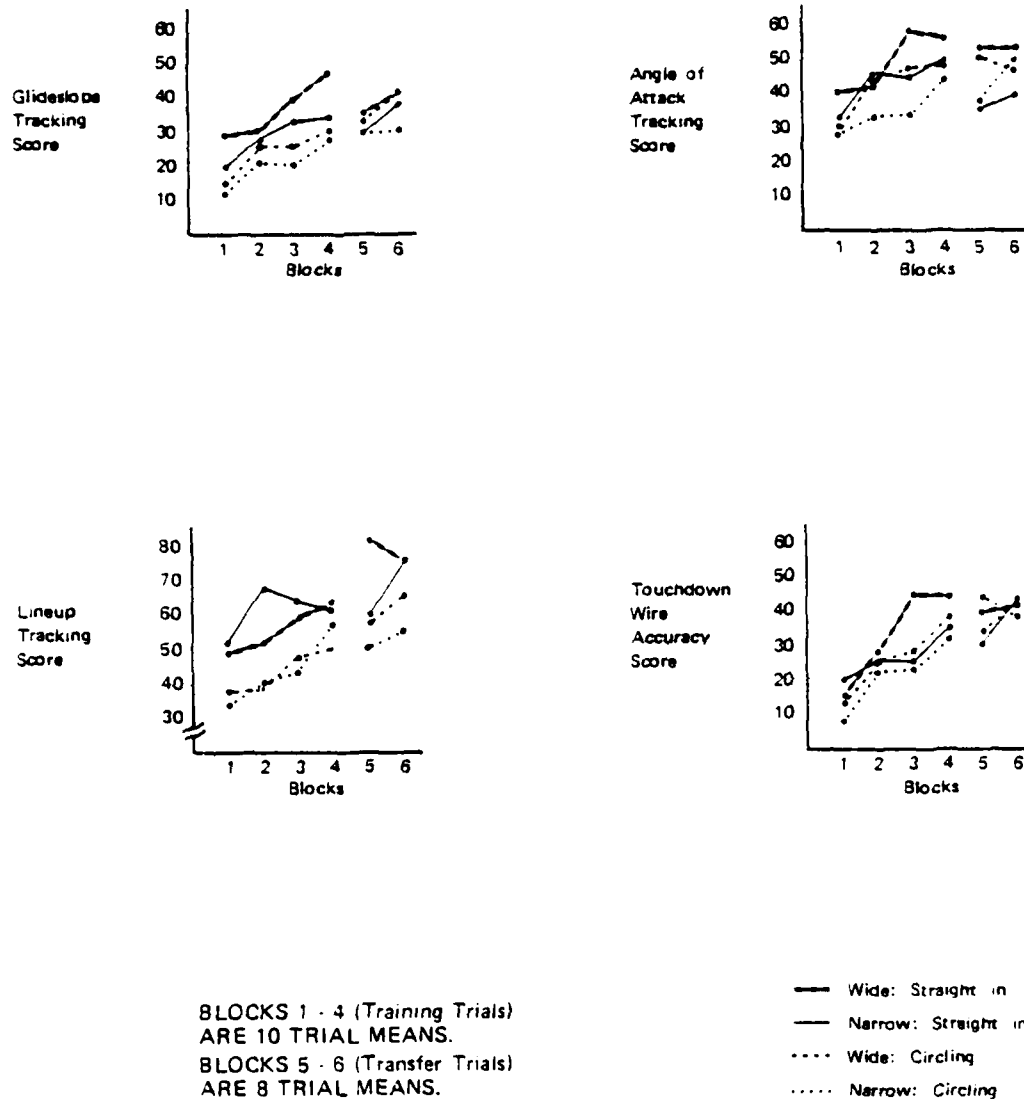 60
50
40
30
20
10
Glideslope
Tracking
Score
1 2 3 4 5 6
Blocks
60
50
40
30
20
10
Angle of
Attack
Tracking
Score
1 2 3 4 5 6
Blocks
80
70
60
50
40
30
Lineup
Tracking
Score
1 2 3 4 5 6
Blocks
60
50
40
30
20
10
Touchdown
Wire
Accuracy
Score
1 2 3 4 5 6
Blocks
BLOCKS 1 - 4 (Training Trials)
ARE 10 TRIAL MEANS.
BLOCKS 5 - 6 (Transfer Trials)
ARE 8 TRIAL MEANS.
Wide: Straight in
Narrow: Straight in
Wide: Circling
Narrow: Circling